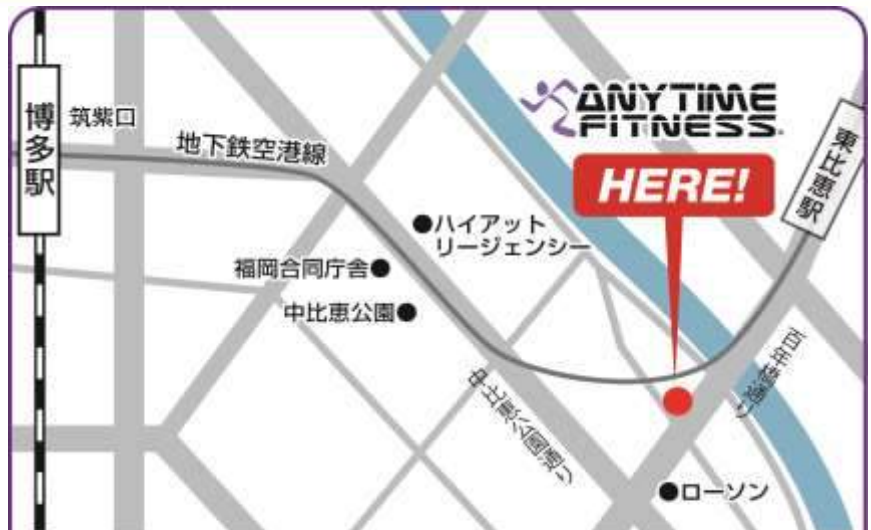 博多駅
筑紫口
地下鉄空港線
ANYTIME
FITNESS.
HERE!
東比恵駅
ハイアット
リージェンシー
福岡合同庁舎
中比恵公園
中比恵公園通り
百年橋通り
ローソン